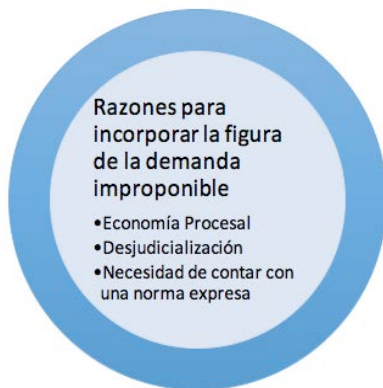 Razones para
incorporar la figura
de la demanda
improponible
•Economía Procesal
•Desjudicialización
•Necesidad de contar con
una norma expresa